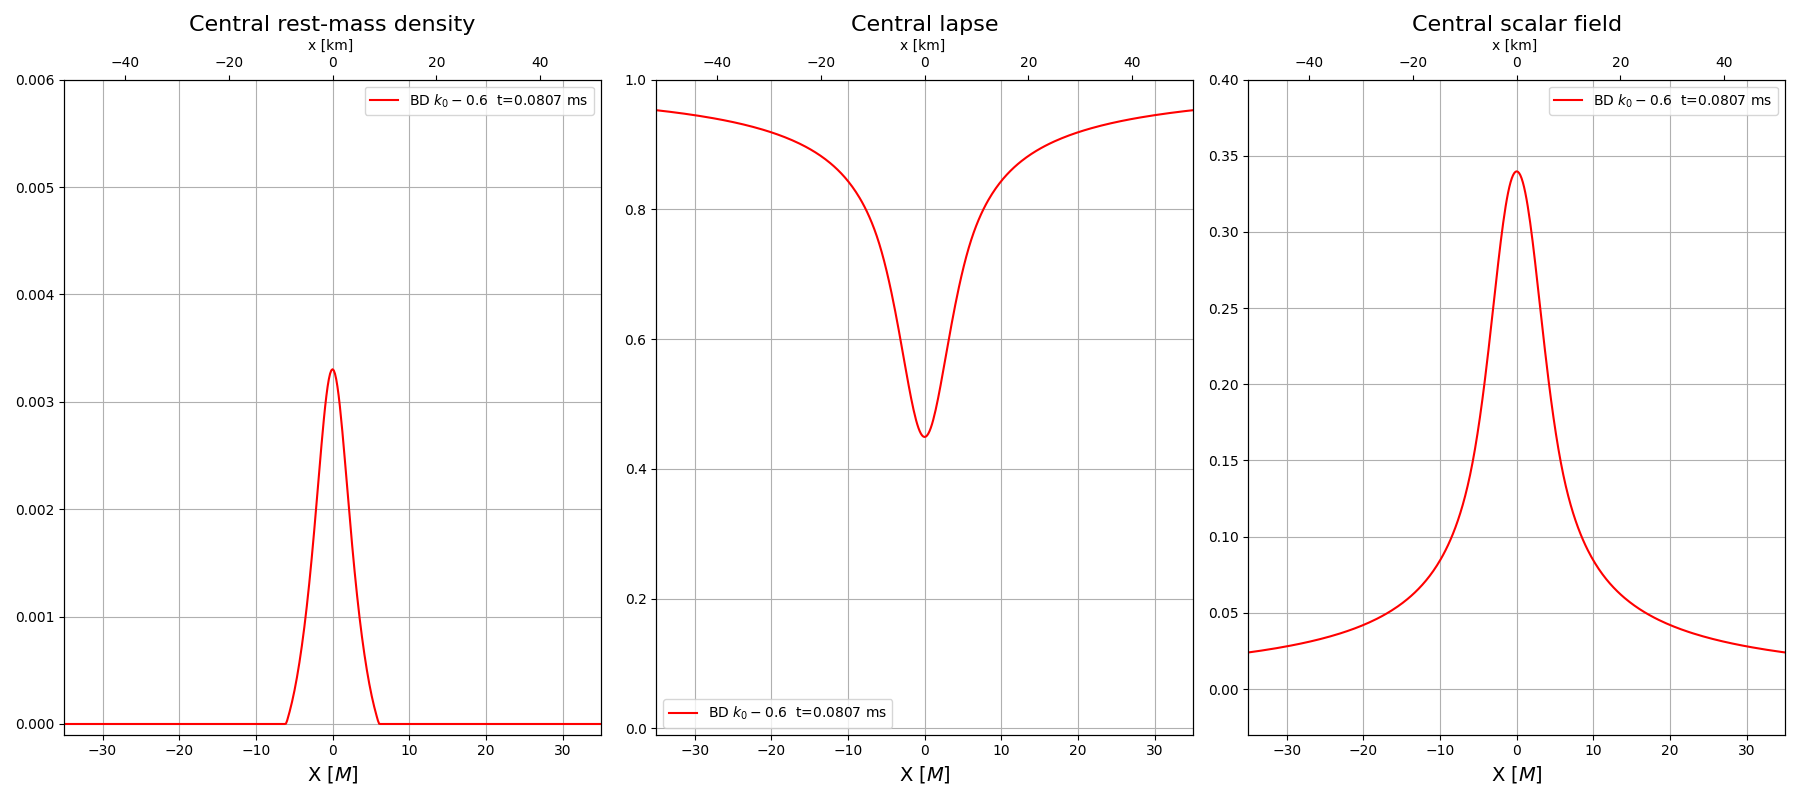 Central rest-mass density
x [km]
−40 −20 0 20 40
0.006
0.005
0.004
0.003
0.002
0.001
0.000
BD k₀ − 0.6 t=0.0807 ms
−30 −20 −10 0 10 20 30
X [M]
Central lapse
x [km]
−40 −20 0 20 40
1.0
0.8
0.6
0.4
0.2
0.0
BD k₀ − 0.6 t=0.0807 ms
−30 −20 −10 0 10 20 30
X [M]
Central scalar field
x [km]
−40 −20 0 20 40
0.40
0.35
0.30
0.25
0.20
0.15
0.10
0.05
0.00
BD k₀ − 0.6 t=0.0807 ms
−30 −20 −10 0 10 20 30
X [M]